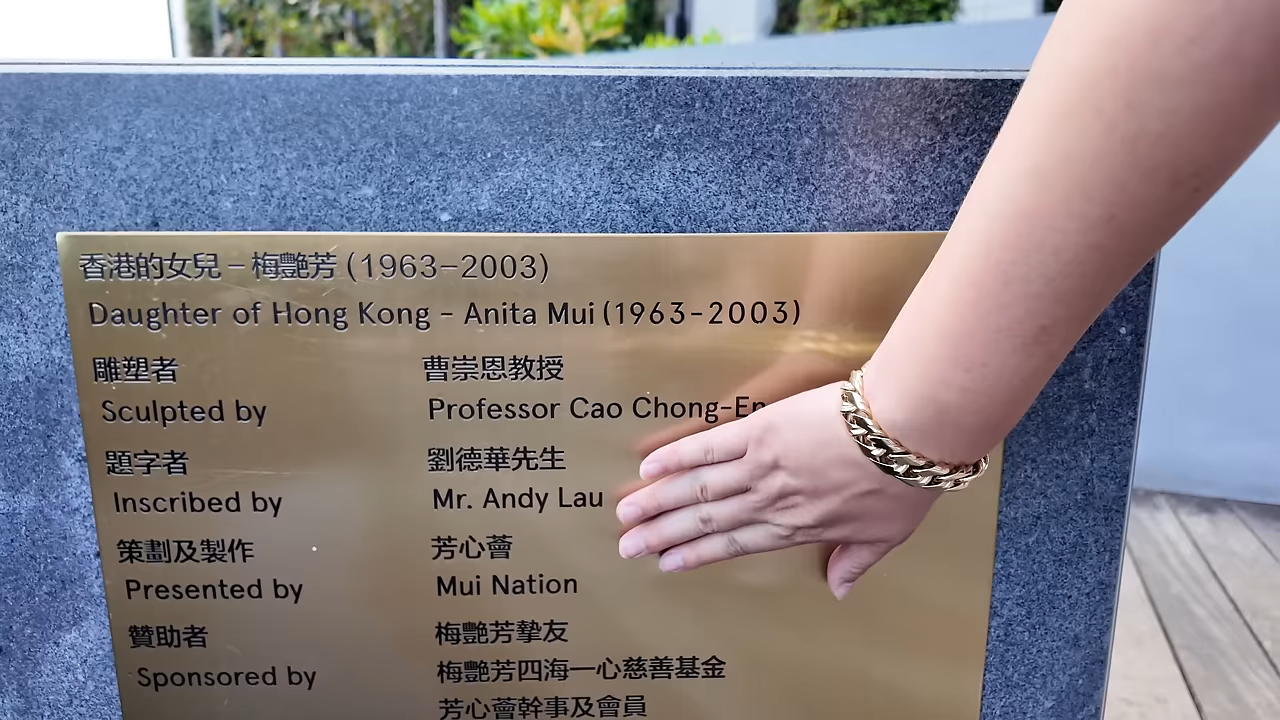 香港的女兒 – 梅艷芳 (1963–2003)
Daughter of Hong Kong – Anita Mui (1963-2003)
雕塑者 曹崇恩教授
Sculpted by Professor Cao Chong-En
題字者 劉德華先生
Inscribed by Mr. Andy Lau
策劃及製作 芳心薈
Presented by Mui Nation
贊助者 梅艷芳摯友
Sponsored by 梅艷芳四海一心慈善基金
芳心薈幹事及會員